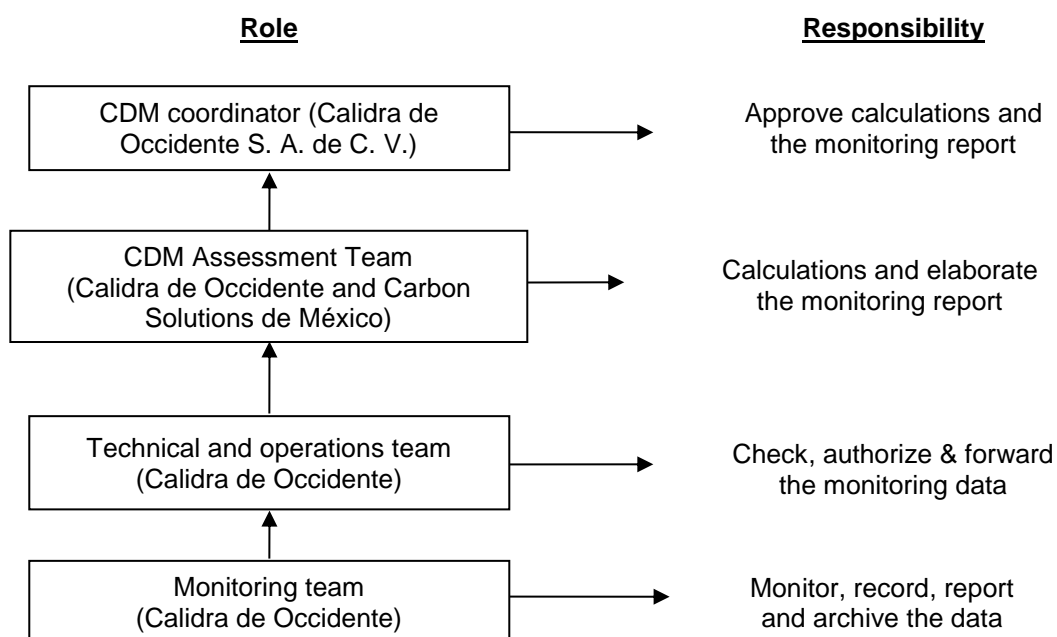 Role
Responsibility
CDM coordinator (Calidra de
Occidente S. A. de C. V.)
Approve calculations and
the monitoring report
CDM Assessment Team
(Calidra de Occidente and Carbon
Solutions de México)
Calculations and elaborate
the monitoring report
Technical and operations team
(Calidra de Occidente)
Check, authorize & forward
the monitoring data
Monitoring team
(Calidra de Occidente)
Monitor, record, report
and archive the data